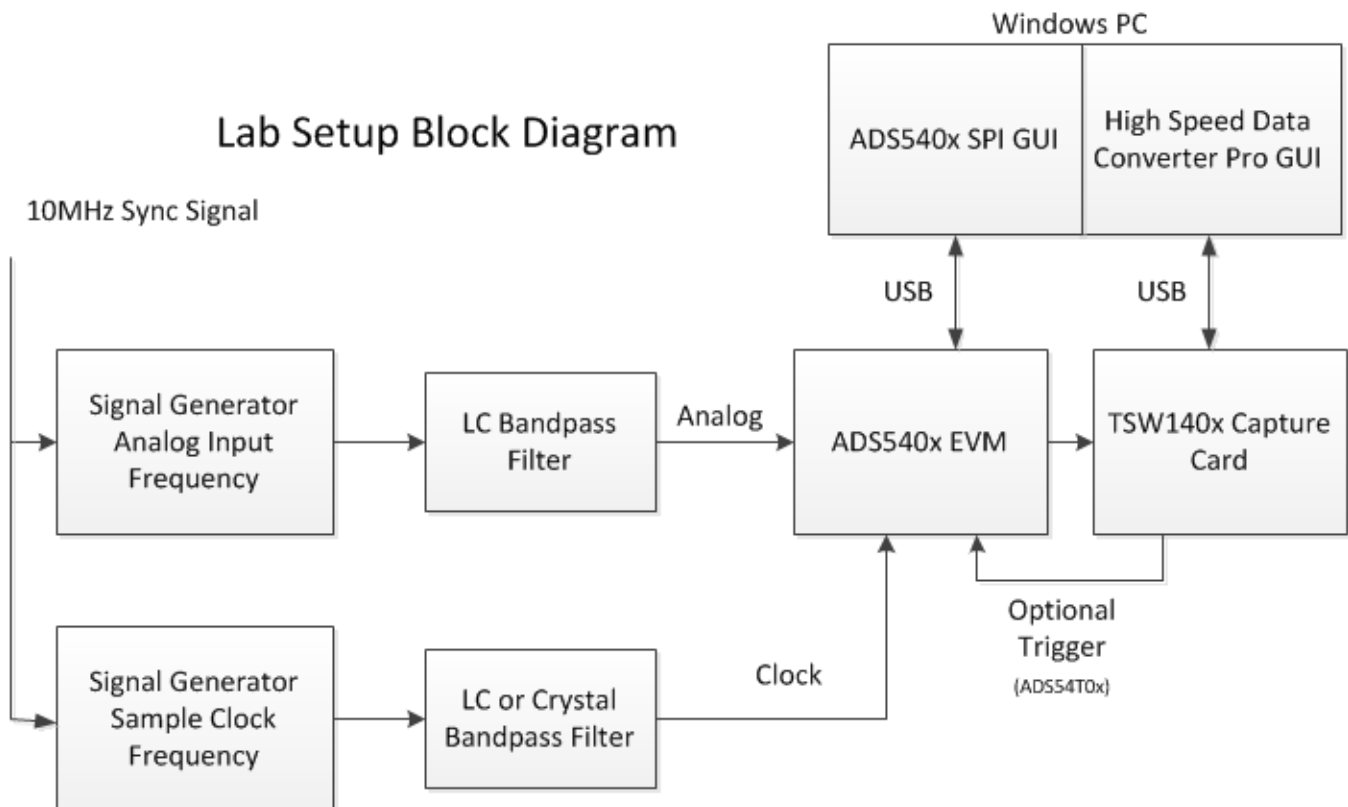 Windows PC
Lab Setup Block Diagram
ADS540x SPI GUI
High Speed Data
Converter Pro GUI
10MHz Sync Signal
USB
USB
Signal Generator
Analog Input
Frequency
LC Bandpass
Filter
Analog
ADS540x EVM
TSW140x Capture
Card
Optional
Trigger
(ADS54T0x)
Signal Generator
Sample Clock
Frequency
LC or Crystal
Bandpass Filter
Clock